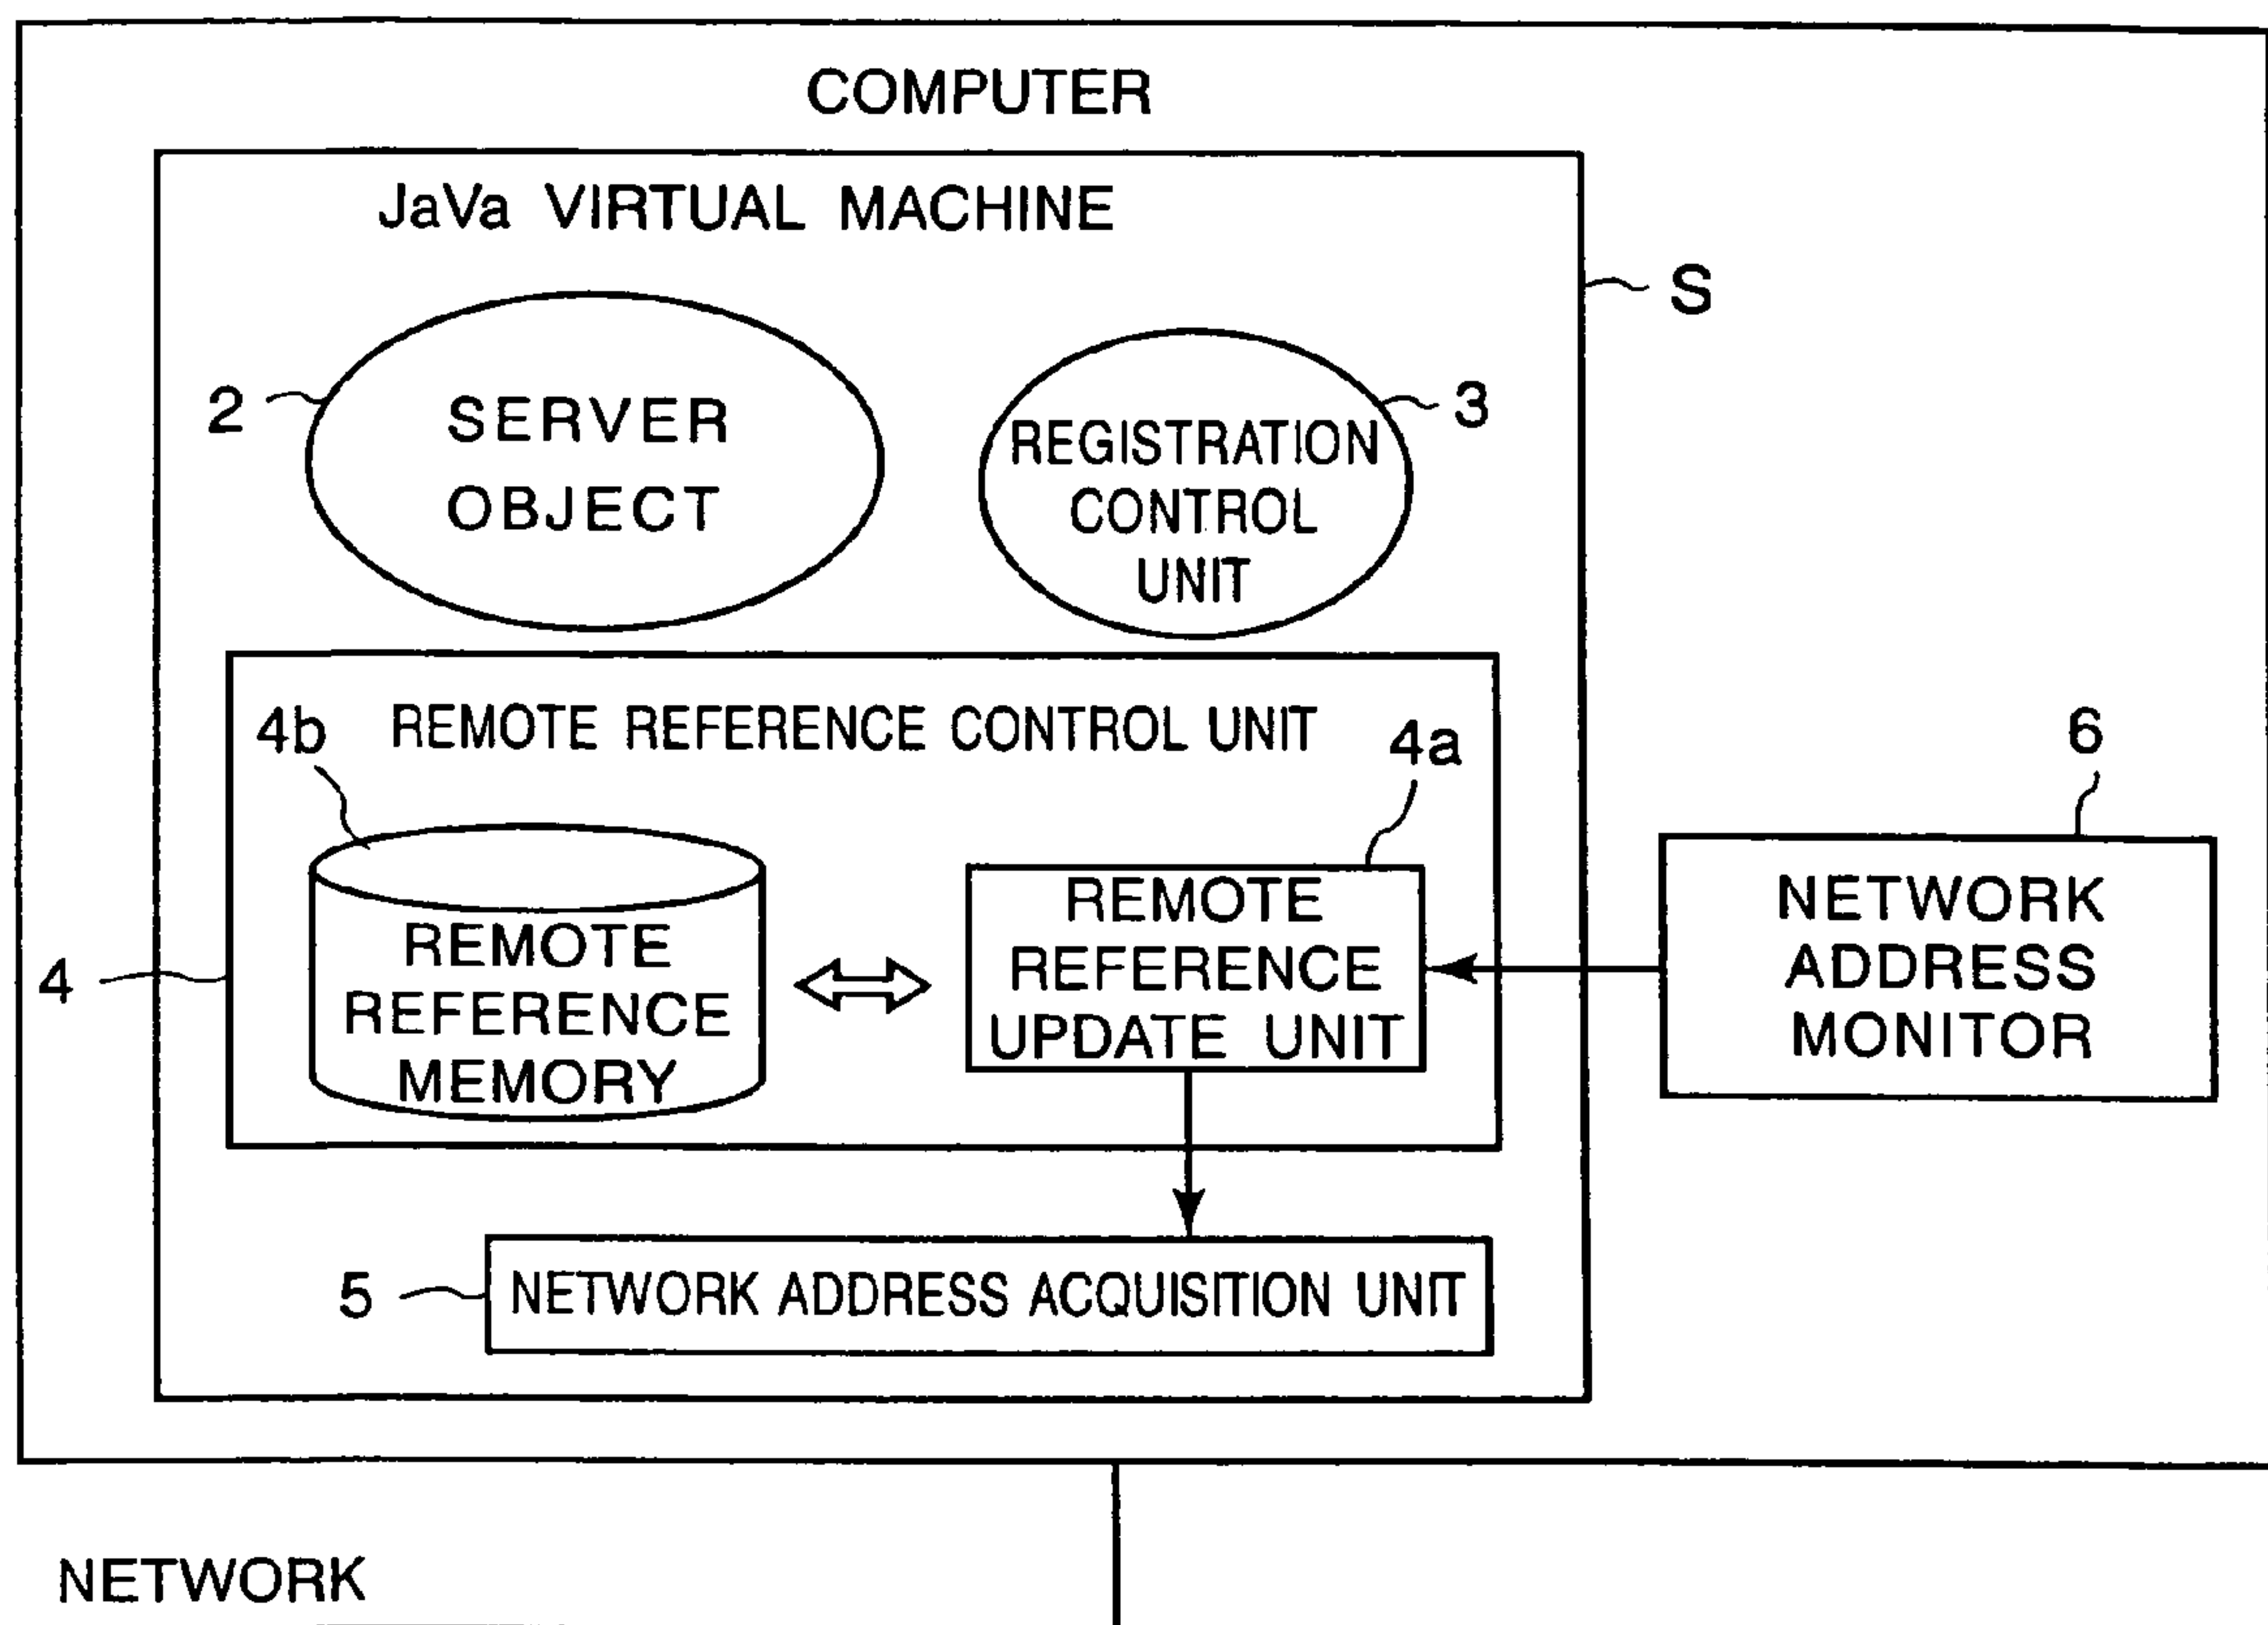 COMPUTER
JaVa VIRTUAL MACHINE
S
2
SERVER
OBJECT
3
REGISTRATION
CONTROL
UNIT
4b
REMOTE REFERENCE CONTROL UNIT
4a
6
4
REMOTE
REFERENCE
MEMORY
REMOTE
REFERENCE
UPDATE UNIT
NETWORK
ADDRESS
MONITOR
5
NETWORK ADDRESS ACQUISITION UNIT
NETWORK